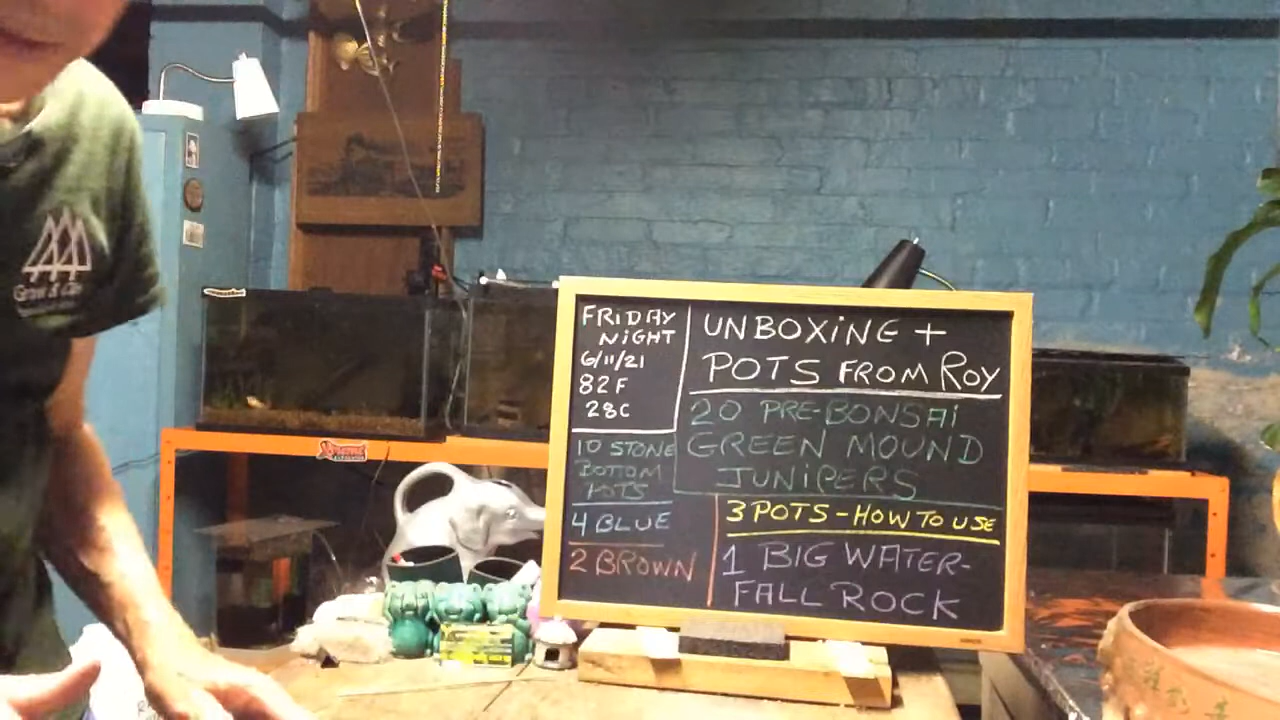 FRIDAY
NIGHT
6/11/21
82F
28C
10 STONE
BOTTOM
POTS
4 BLUE
2 BROWN
UNBOXING +
POTS FROM ROY
20 PRE-BONSAI
GREEN MOUND
JUNIPERS
3 POTS - HOW TO USE
1 BIG WATER-
FALL ROCK
Xtreme